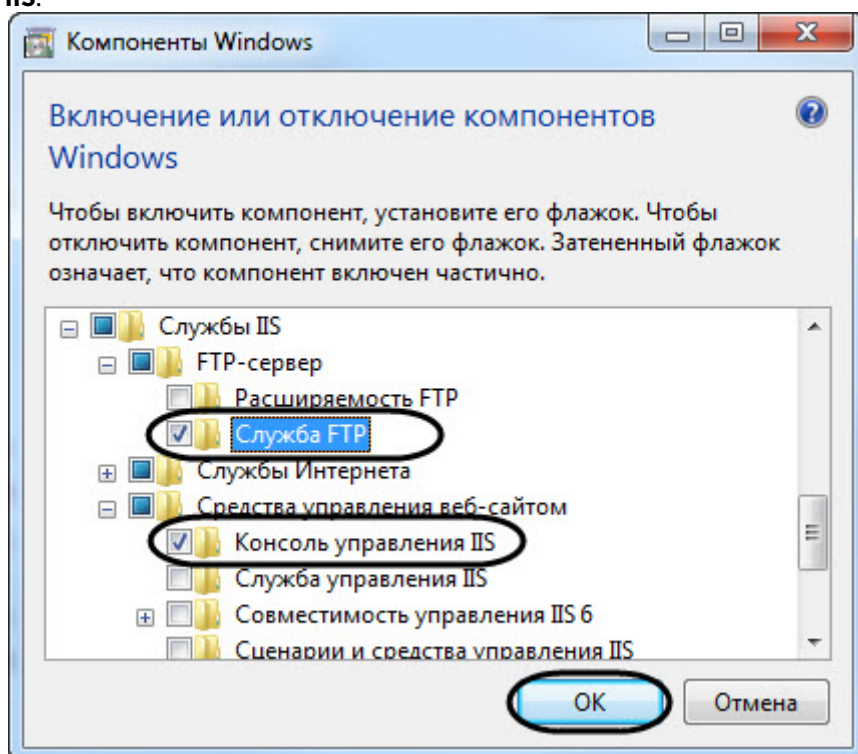 IIS.
Компоненты Windows
Включение или отключение компонентов
Windows
Чтобы включить компонент, установите его флажок. Чтобы
отключить компонент, снимите его флажок. Затененный флажок
означает, что компонент включен частично.
Службы IIS
FTP-сервер
Расширяемость FTP
Служба FTP
Службы Интернета
Средства управления веб-сайтом
Консоль управления IIS
Служба управления IIS
Совместимость управления IIS 6
Сценарии и средства управления IIS
ОК Отмена